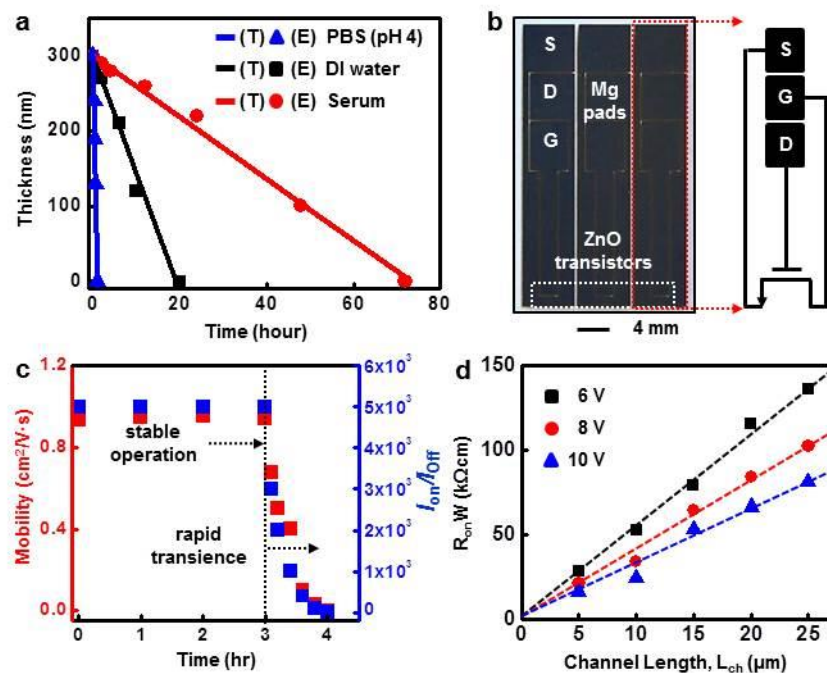 a
300
200
100
0
Thickness (nm)
(T) (E) PBS (pH 4)
(T) (E) DI water
(T) (E) Serum
0 20 40 60 80
Time (hour)
b
S
D
G
Mg
pads
ZnO
transistors
4 mm
S
G
D
c
1.2
0.8
0.4
0.0
Mobility (cm²/V·s)
stable
operation
rapid
transience
6x10³
5x10³
4x10³
3x10³
2x10³
1x10³
0
Ion/IOff
0 1 2 3 4
Time (hr)
d
150
100
50
0
RonW (kΩcm)
6 V
8 V
10 V
0 5 10 15 20 25
Channel Length, Lch (μm)